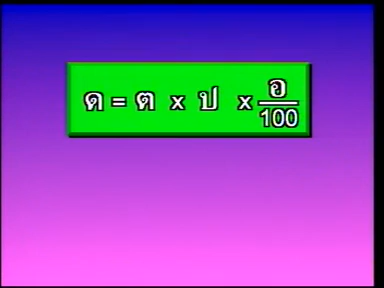 ด = ต x ป x อ/100